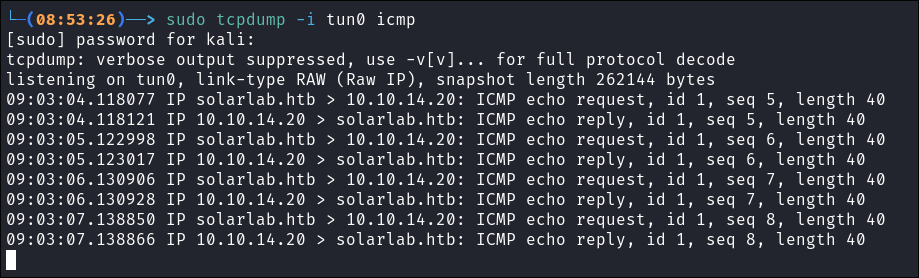 └─(08:53:26)──> sudo tcpdump -i tun0 icmp
[sudo] password for kali:
tcpdump: verbose output suppressed, use -v[v]... for full protocol decode
listening on tun0, link-type RAW (Raw IP), snapshot length 262144 bytes
09:03:04.118077 IP solarlab.htb > 10.10.14.20: ICMP echo request, id 1, seq 5, length 40
09:03:04.118121 IP 10.10.14.20 > solarlab.htb: ICMP echo reply, id 1, seq 5, length 40
09:03:05.122998 IP solarlab.htb > 10.10.14.20: ICMP echo request, id 1, seq 6, length 40
09:03:05.123017 IP 10.10.14.20 > solarlab.htb: ICMP echo reply, id 1, seq 6, length 40
09:03:06.130906 IP solarlab.htb > 10.10.14.20: ICMP echo request, id 1, seq 7, length 40
09:03:06.130928 IP 10.10.14.20 > solarlab.htb: ICMP echo reply, id 1, seq 7, length 40
09:03:07.138850 IP solarlab.htb > 10.10.14.20: ICMP echo request, id 1, seq 8, length 40
09:03:07.138866 IP 10.10.14.20 > solarlab.htb: ICMP echo reply, id 1, seq 8, length 40